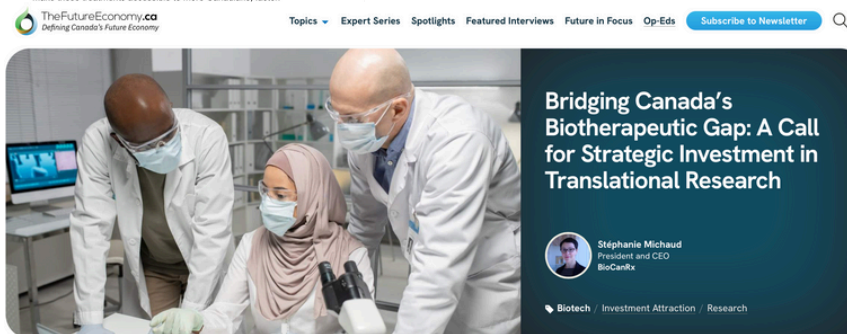 TheFutureEconomy.ca
Defining Canada's Future Economy
Topics Expert Series Spotlights Featured Interviews Future in Focus Op-Eds Subscribe to Newsletter
Bridging Canada's
Biotherapeutic Gap: A Call
for Strategic Investment in
Translational Research
Stéphanie Michaud
President and CEO
BioCanRx
Biotech / Investment Attraction / Research